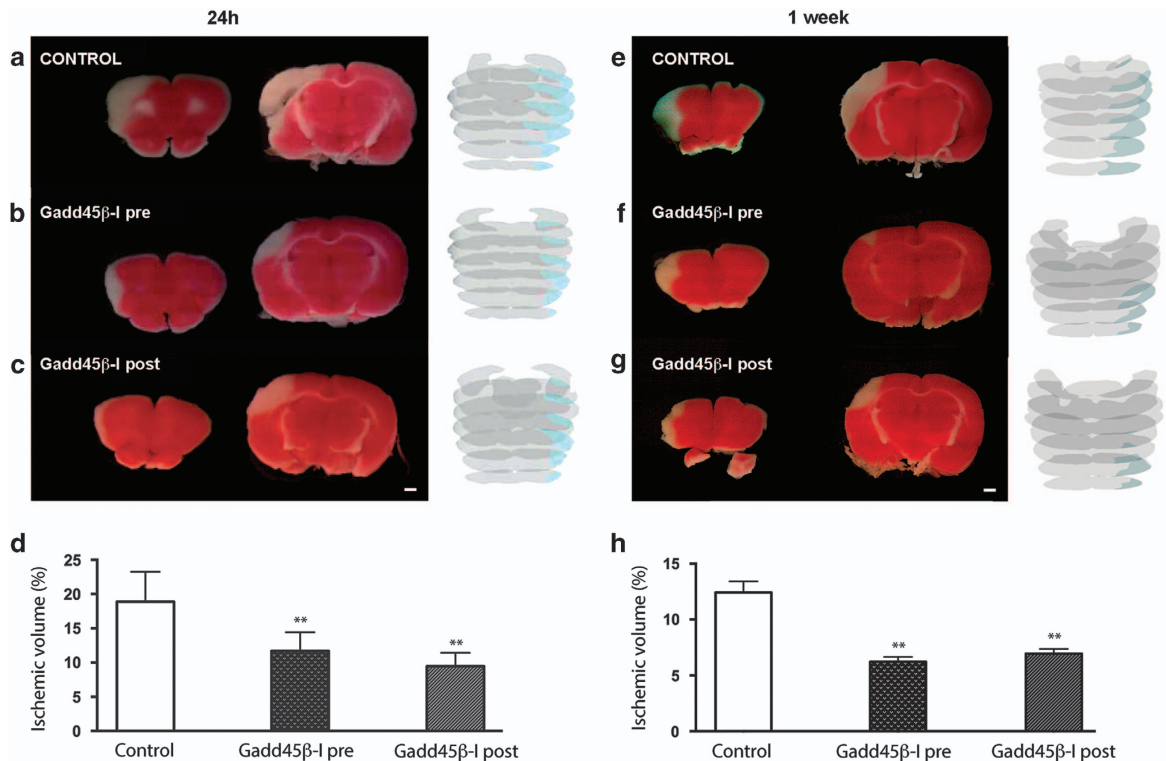 24h
1 week
a
CONTROL
b
Gadd45β-I pre
c
Gadd45β-I post
e
CONTROL
f
Gadd45β-I pre
g
Gadd45β-I post
d
Ischemic volume (%)
25
20
15
10
5
0
**
**
Control
Gadd45β-I pre
Gadd45β-I post
h
Ischemic volume (%)
15
10
5
0
**
**
Control
Gadd45β-I pre
Gadd45β-I post